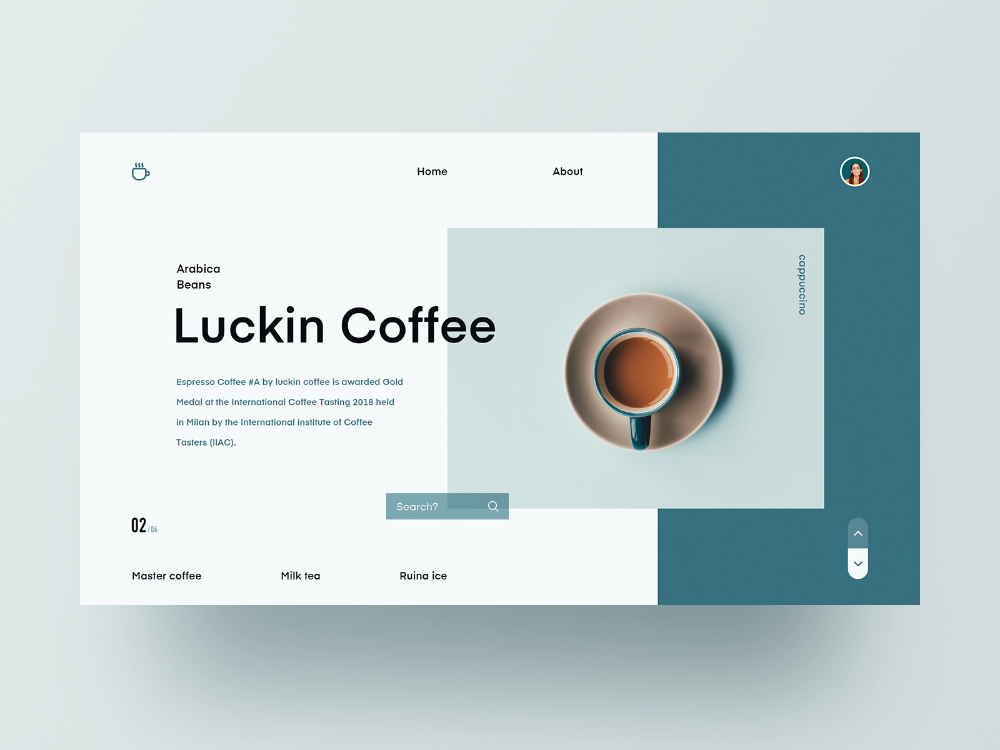 Home
About
Arabica
Beans
Luckin Coffee
cappuccino
Espresso Coffee #A by luckin coffee is awarded Gold
Medal at the International Coffee Tasting 2018 held
in Milan by the International institute of Coffee
Tasters (IIAC).
Search?
02/06
Master coffee
Milk tea
Ruina ice